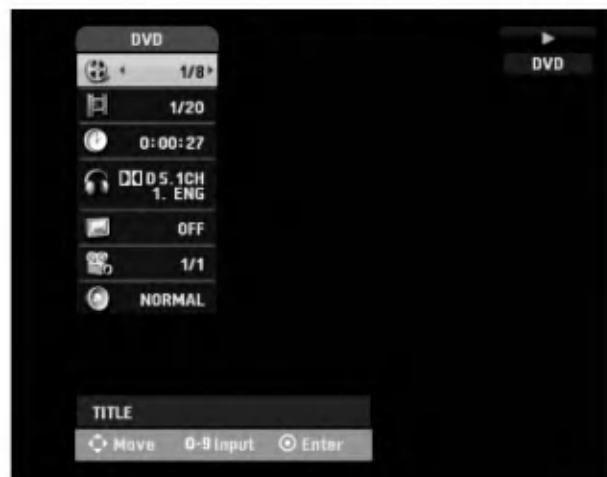 DVD
1/8
1/20
0:00:27
DD D 5.1CH
1. ENG
OFF
1/1
NORMAL
DVD
TITLE
Move 0-9 Input Enter